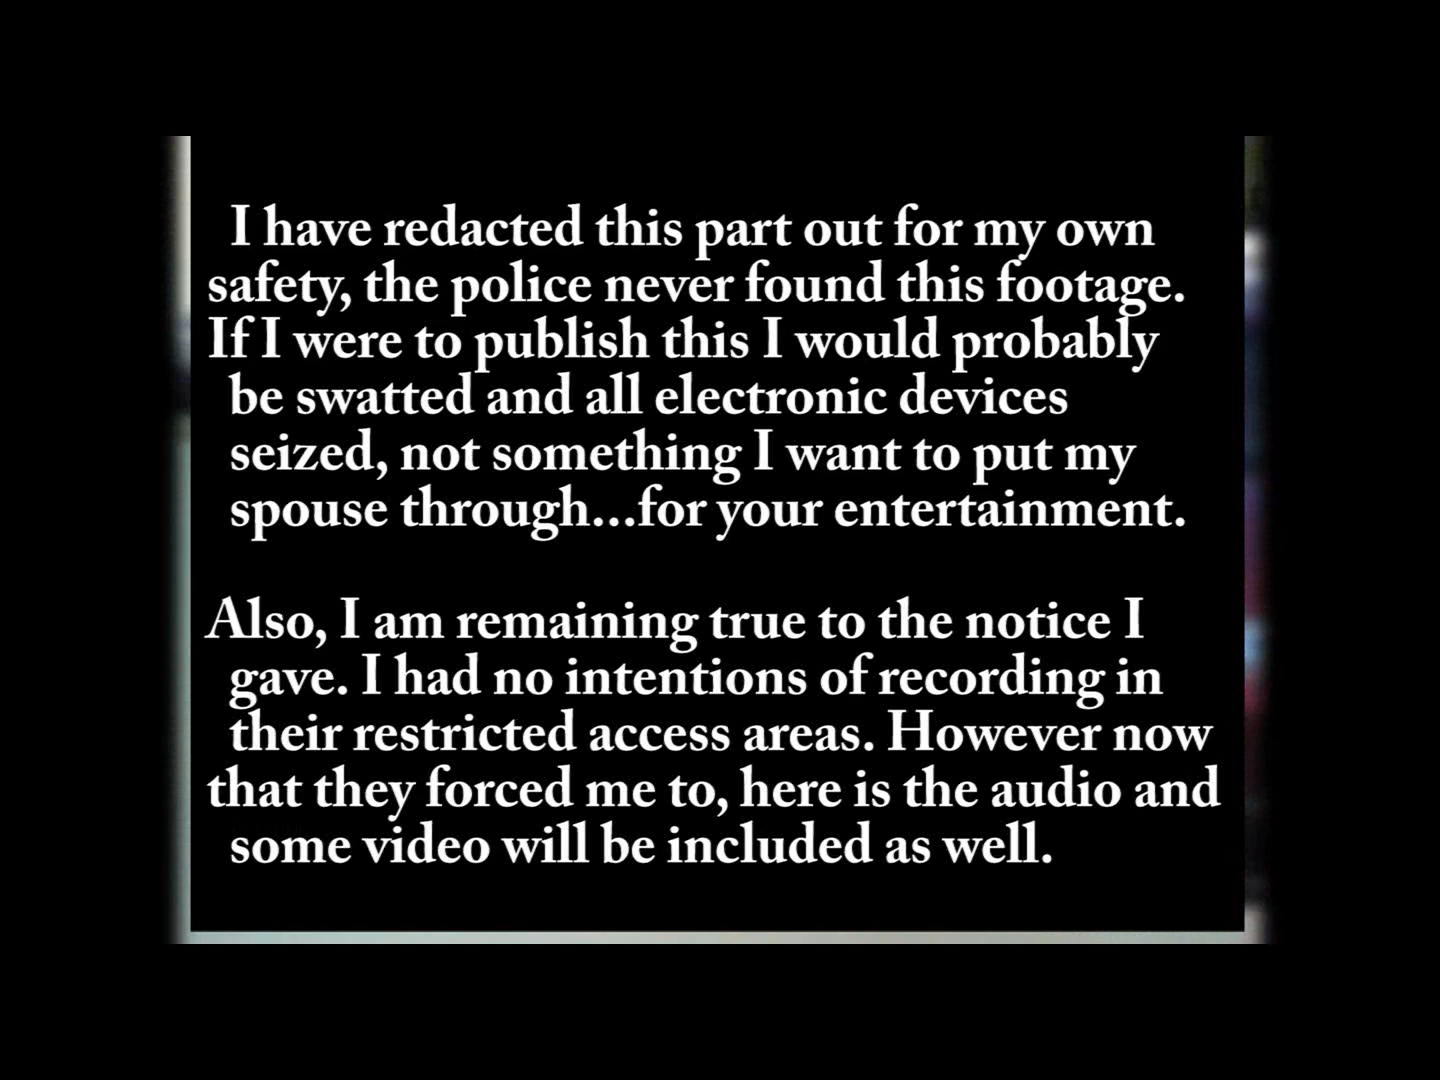 I have redacted this part out for my own
safety, the police never found this footage.
If I were to publish this I would probably
be swatted and all electronic devices
seized, not something I want to put my
spouse through...for your entertainment.
Also, I am remaining true to the notice I
gave. I had no intentions of recording in
their restricted access areas. However now
that they forced me to, here is the audio and
some video will be included as well.